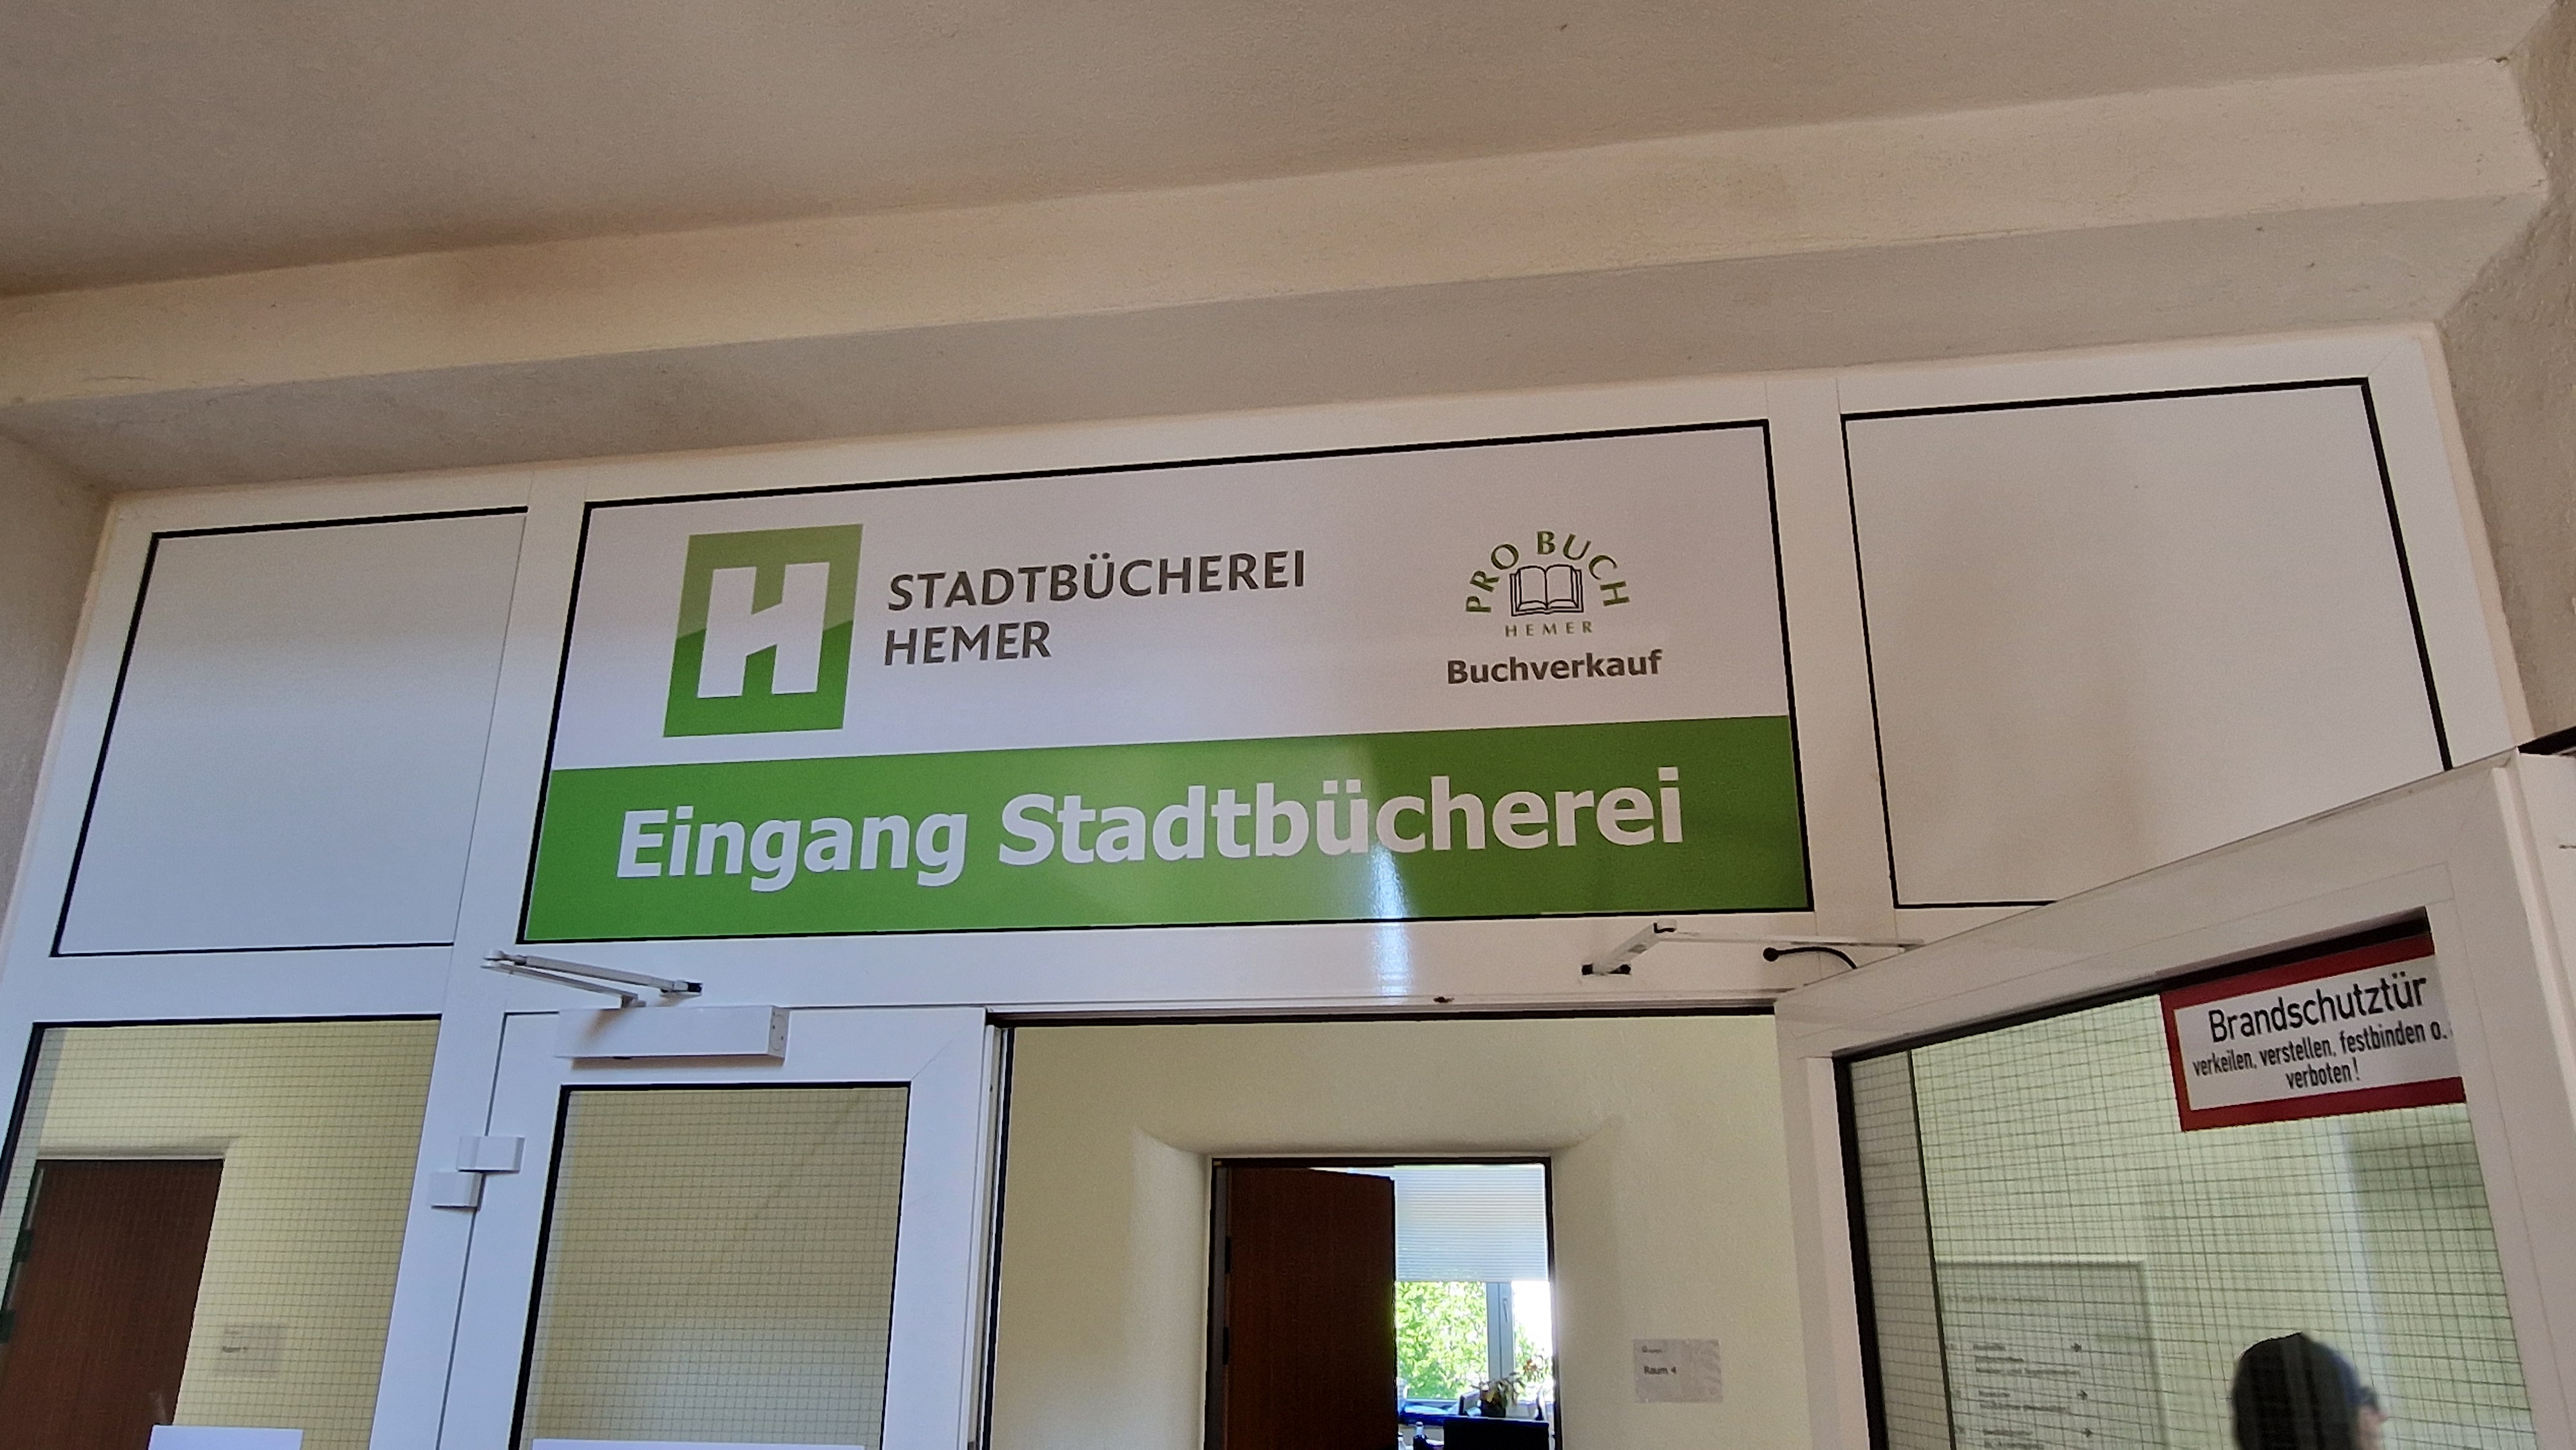 H
STADTBÜCHEREI
HEMER
PRO BUCH
HEMER
Buchverkauf
Eingang Stadtbücherei
Brandschutztür
verkeilen, verstellen, festbinden o.
verboten!
Raum 4